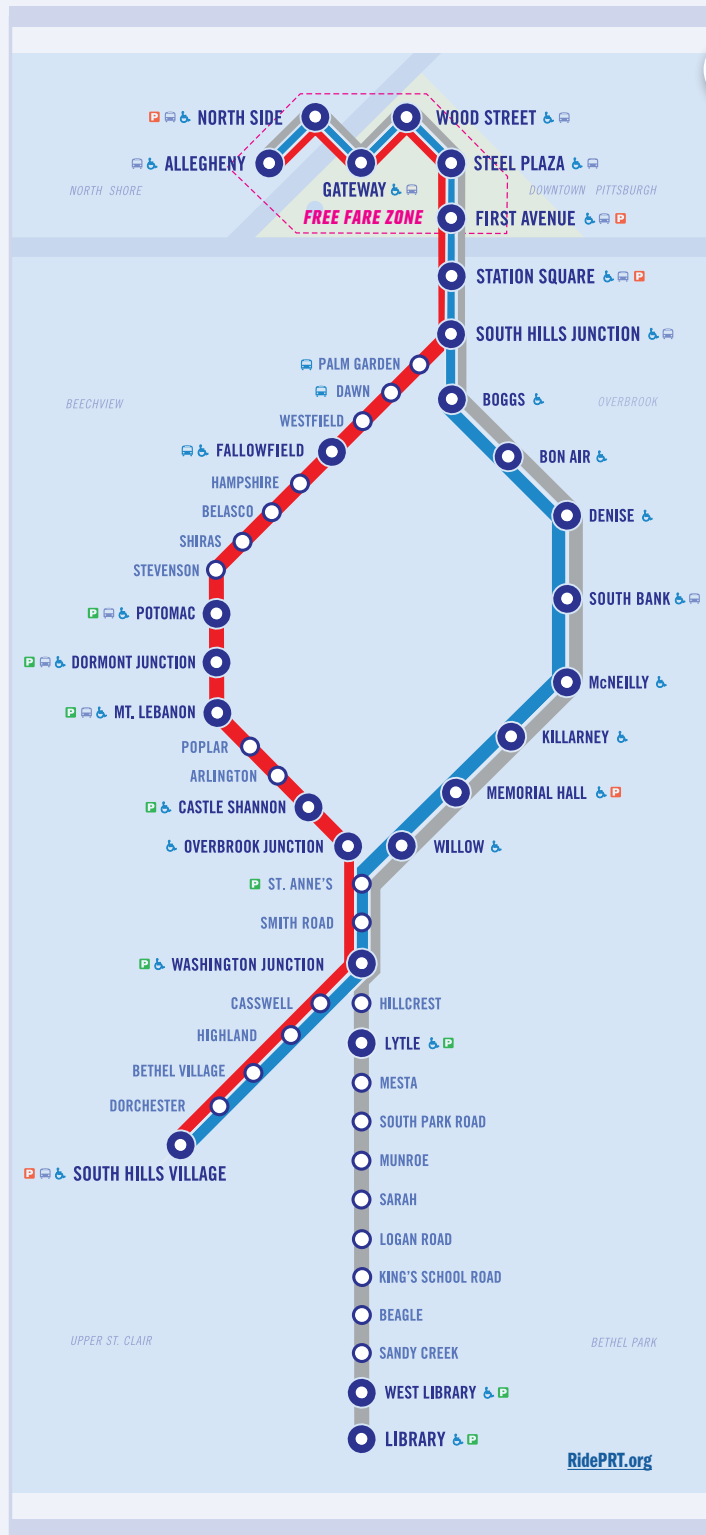 P NORTH SIDE
WOOD STREET
ALLEGHENY
STEEL PLAZA
NORTH SHORE
GATEWAY
DOWNTOWN PITTSBURGH
FREE FARE ZONE
FIRST AVENUE P
STATION SQUARE P
SOUTH HILLS JUNCTION
PALM GARDEN
DAWN
BEECHVIEW
BOGGS
OVERBROOK
WESTFIELD
FALLOWFIELD
BON AIR
HAMPSHIRE
BELASCO
DENISE
SHIRAS
STEVENSON
SOUTH BANK
P POTOMAC
P DORMONT JUNCTION
McNEILLY
P MT. LEBANON
KILLARNEY
POPLAR
ARLINGTON
MEMORIAL HALL P
P CASTLE SHANNON
OVERBROOK JUNCTION
WILLOW
P ST. ANNE'S
SMITH ROAD
P WASHINGTON JUNCTION
CASSWELL
HILLCREST
HIGHLAND
LYTLE P
BETHEL VILLAGE
MESTA
DORCHESTER
SOUTH PARK ROAD
MUNROE
P SOUTH HILLS VILLAGE
SARAH
LOGAN ROAD
KING'S SCHOOL ROAD
BEAGLE
UPPER ST. CLAIR
BETHEL PARK
SANDY CREEK
WEST LIBRARY P
LIBRARY P
RidePRT.org